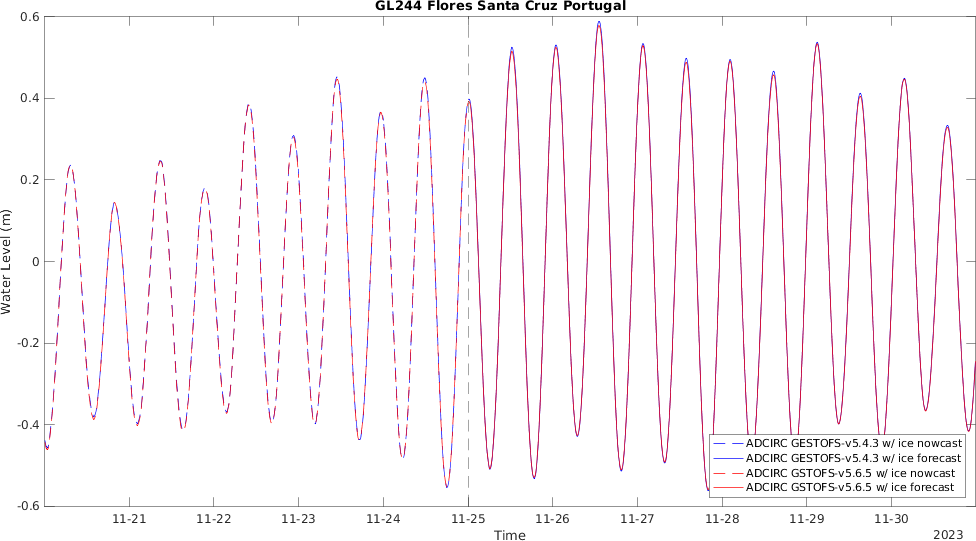 GL244 Flores Santa Cruz Portugal
0.6
0.4
0.2
0
-0.2
-0.4
-0.6
Water Level (m)
11-21 11-22 11-23 11-24 11-25 11-26 11-27 11-28 11-29 11-30
Time
2023
ADCIRC GESTOFS-v5.4.3 w/ ice nowcast
ADCIRC GESTOFS-v5.4.3 w/ ice forecast
ADCIRC GSTOFS-v5.6.5 w/ ice nowcast
ADCIRC GSTOFS-v5.6.5 w/ ice forecast